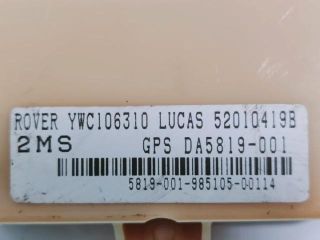 ROVER YWC106310 LUCAS 52010419B
2MS GPS DA5819-001
5819-001-985105-00114